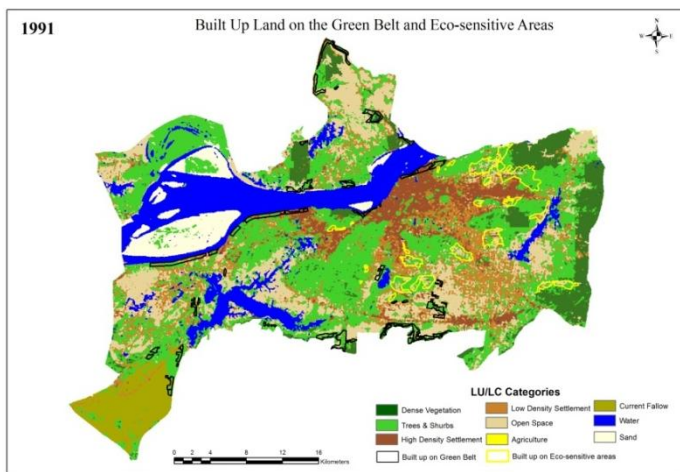 1991
Built Up Land on the Green Belt and Eco-sensitive Areas
N
W E
S
LU/LC Categories
Dense Vegetation
Low Density Settlement
Current Fallow
Trees & Shurbs
Open Space
Water
High Density Settlement
Agriculture
Sand
Built up on Green Belt
Built up on Eco-sensitive areas
0 2 4 8 12 16
Kilometers